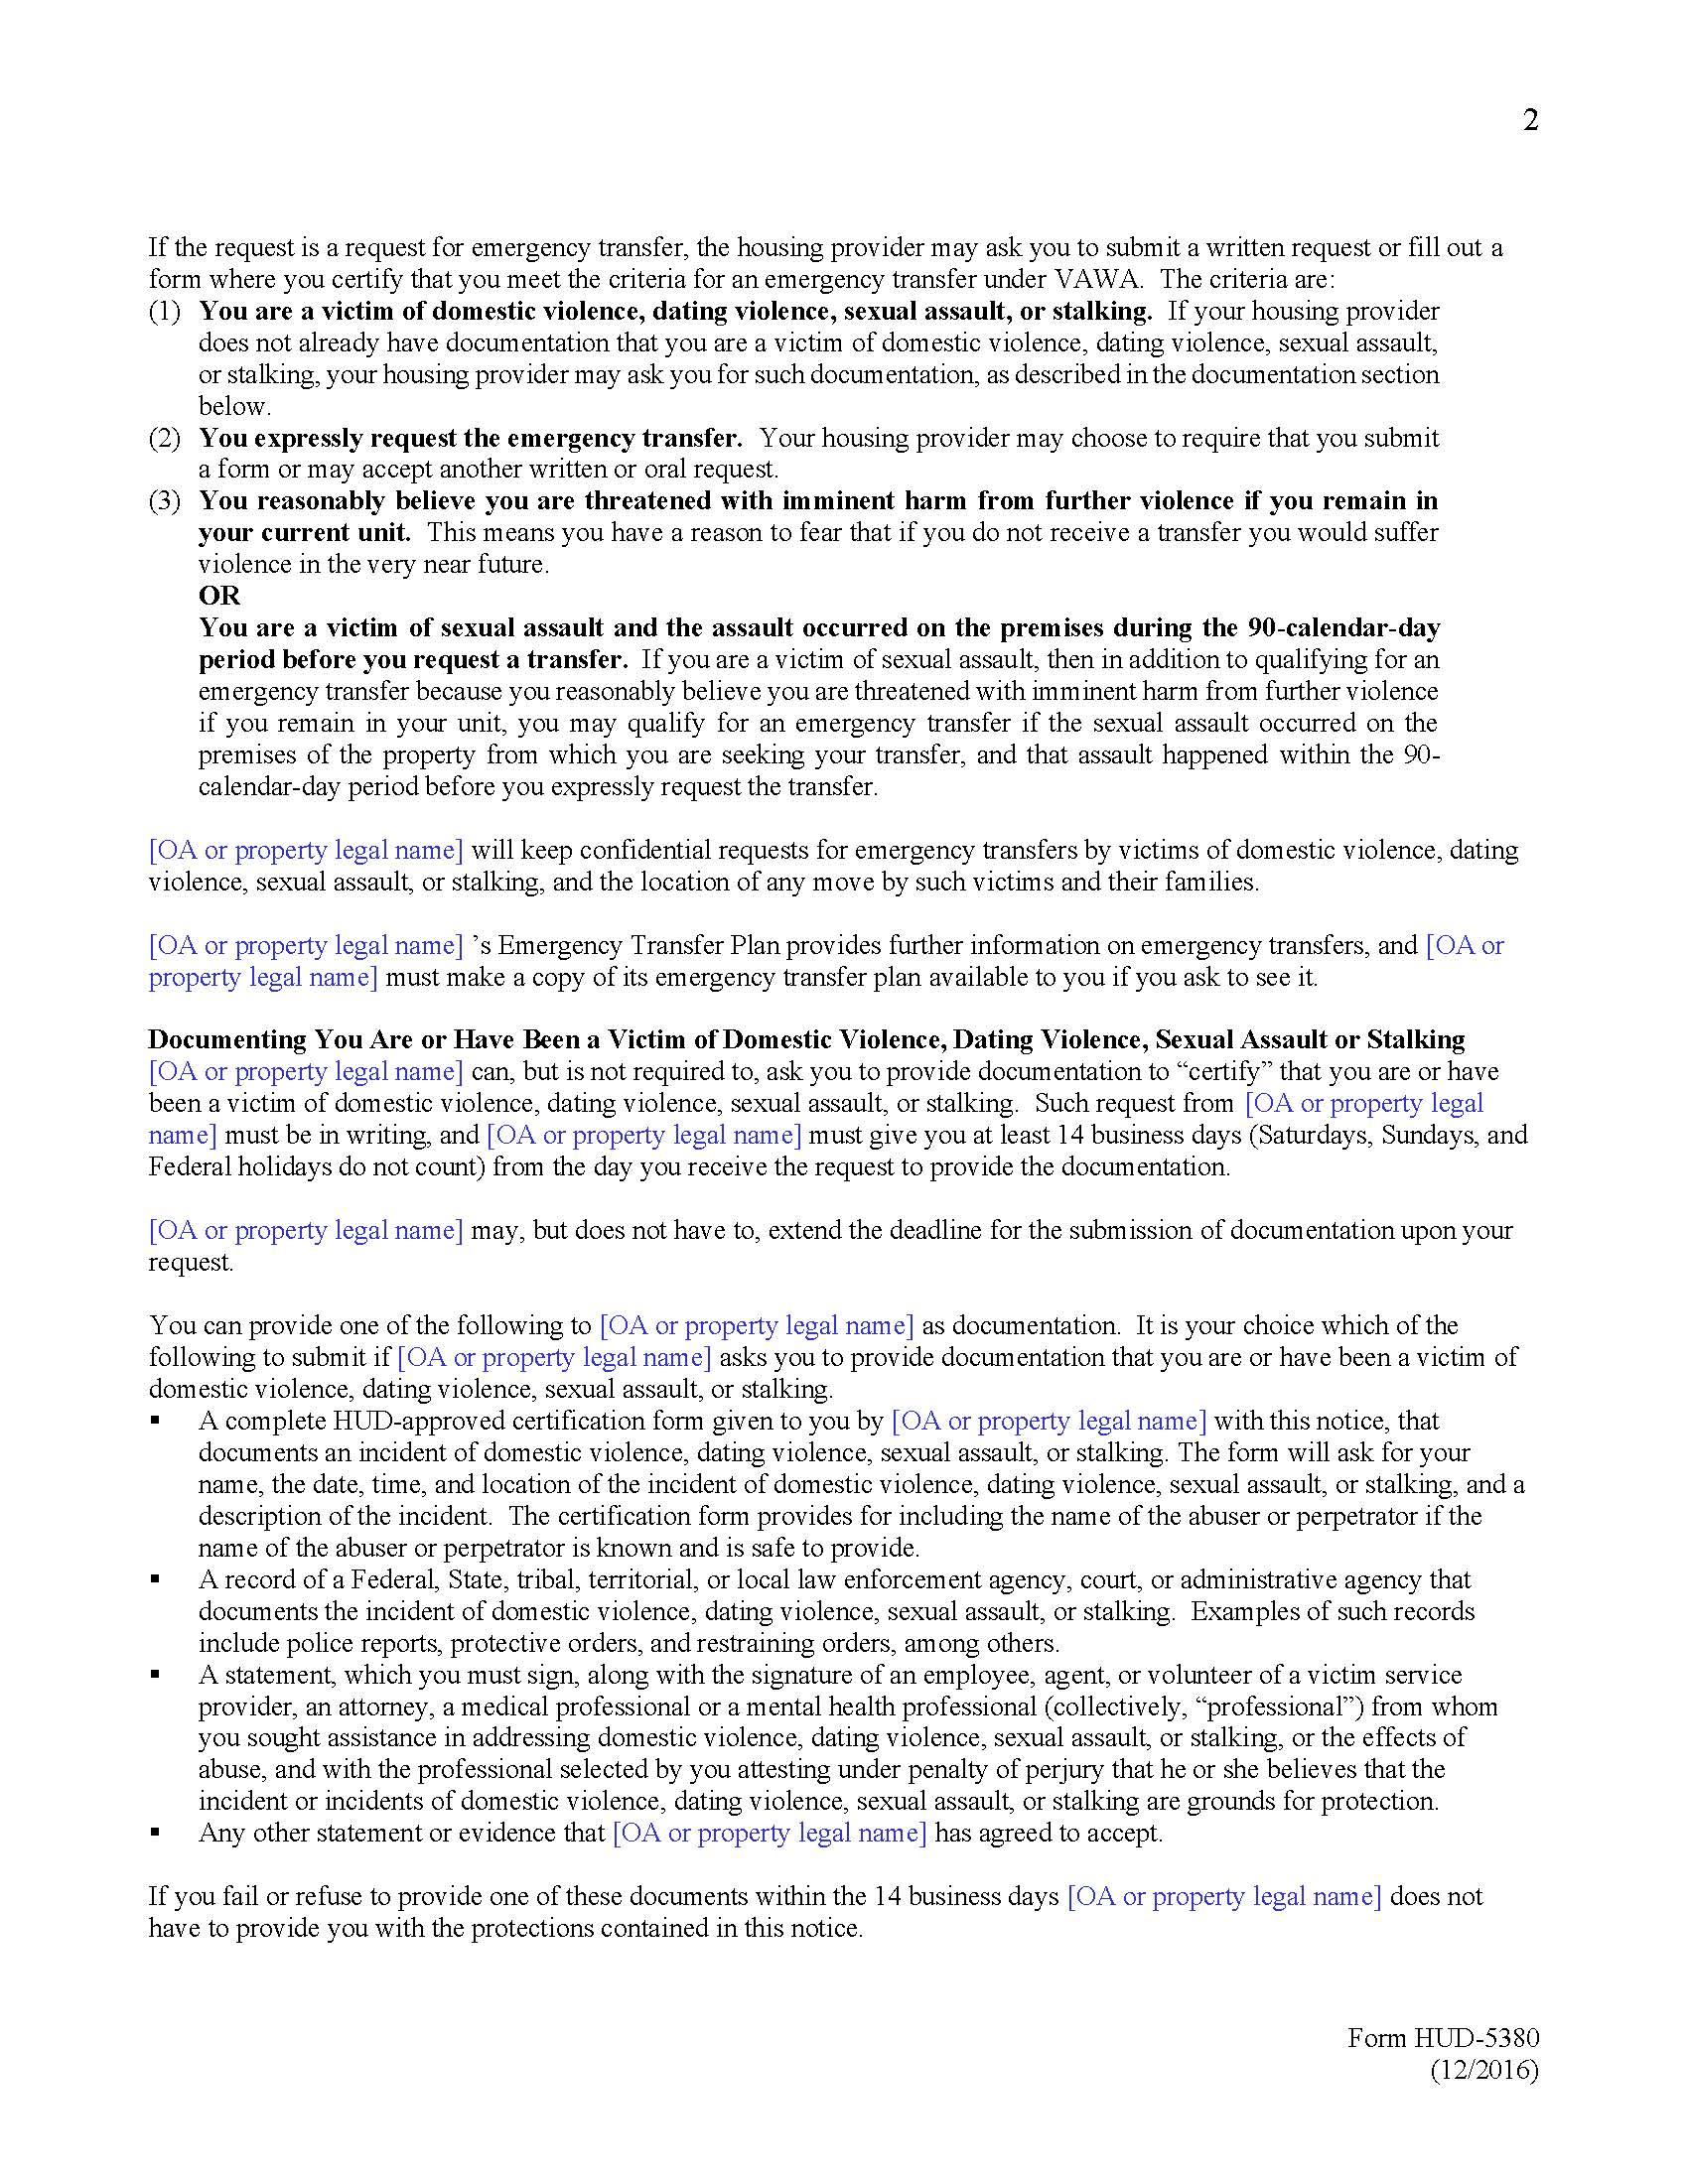 2
If the request is a request for emergency transfer, the housing provider may ask you to submit a written request or fill out a
form where you certify that you meet the criteria for an emergency transfer under VAWA.  The criteria are:
(1) You are a victim of domestic violence, dating violence, sexual assault, or stalking.  If your housing provider
does not already have documentation that you are a victim of domestic violence, dating violence, sexual assault,
or stalking, your housing provider may ask you for such documentation, as described in the documentation section
below.
(2) You expressly request the emergency transfer.  Your housing provider may choose to require that you submit
a form or may accept another written or oral request.
(3) You reasonably believe you are threatened with imminent harm from further violence if you remain in
your current unit.  This means you have a reason to fear that if you do not receive a transfer you would suffer
violence in the very near future.
OR
You are a victim of sexual assault and the assault occurred on the premises during the 90-calendar-day
period before you request a transfer.  If you are a victim of sexual assault, then in addition to qualifying for an
emergency transfer because you reasonably believe you are threatened with imminent harm from further violence
if you remain in your unit, you may qualify for an emergency transfer if the sexual assault occurred on the
premises of the property from which you are seeking your transfer, and that assault happened within the 90-
calendar-day period before you expressly request the transfer.
[OA or property legal name] will keep confidential requests for emergency transfers by victims of domestic violence, dating
violence, sexual assault, or stalking, and the location of any move by such victims and their families.
[OA or property legal name] ’s Emergency Transfer Plan provides further information on emergency transfers, and [OA or
property legal name] must make a copy of its emergency transfer plan available to you if you ask to see it.
Documenting You Are or Have Been a Victim of Domestic Violence, Dating Violence, Sexual Assault or Stalking
[OA or property legal name] can, but is not required to, ask you to provide documentation to “certify” that you are or have
been a victim of domestic violence, dating violence, sexual assault, or stalking.  Such request from [OA or property legal
name] must be in writing, and [OA or property legal name] must give you at least 14 business days (Saturdays, Sundays, and
Federal holidays do not count) from the day you receive the request to provide the documentation.
[OA or property legal name] may, but does not have to, extend the deadline for the submission of documentation upon your
request.
You can provide one of the following to [OA or property legal name] as documentation.  It is your choice which of the
following to submit if [OA or property legal name] asks you to provide documentation that you are or have been a victim of
domestic violence, dating violence, sexual assault, or stalking.
▪ A complete HUD-approved certification form given to you by [OA or property legal name] with this notice, that
documents an incident of domestic violence, dating violence, sexual assault, or stalking. The form will ask for your
name, the date, time, and location of the incident of domestic violence, dating violence, sexual assault, or stalking, and a
description of the incident.  The certification form provides for including the name of the abuser or perpetrator if the
name of the abuser or perpetrator is known and is safe to provide.
▪ A record of a Federal, State, tribal, territorial, or local law enforcement agency, court, or administrative agency that
documents the incident of domestic violence, dating violence, sexual assault, or stalking.  Examples of such records
include police reports, protective orders, and restraining orders, among others.
▪ A statement, which you must sign, along with the signature of an employee, agent, or volunteer of a victim service
provider, an attorney, a medical professional or a mental health professional (collectively, “professional”) from whom
you sought assistance in addressing domestic violence, dating violence, sexual assault, or stalking, or the effects of
abuse, and with the professional selected by you attesting under penalty of perjury that he or she believes that the
incident or incidents of domestic violence, dating violence, sexual assault, or stalking are grounds for protection.
▪ Any other statement or evidence that [OA or property legal name] has agreed to accept.
If you fail or refuse to provide one of these documents within the 14 business days [OA or property legal name] does not
have to provide you with the protections contained in this notice.
Form HUD-5380
(12/2016)